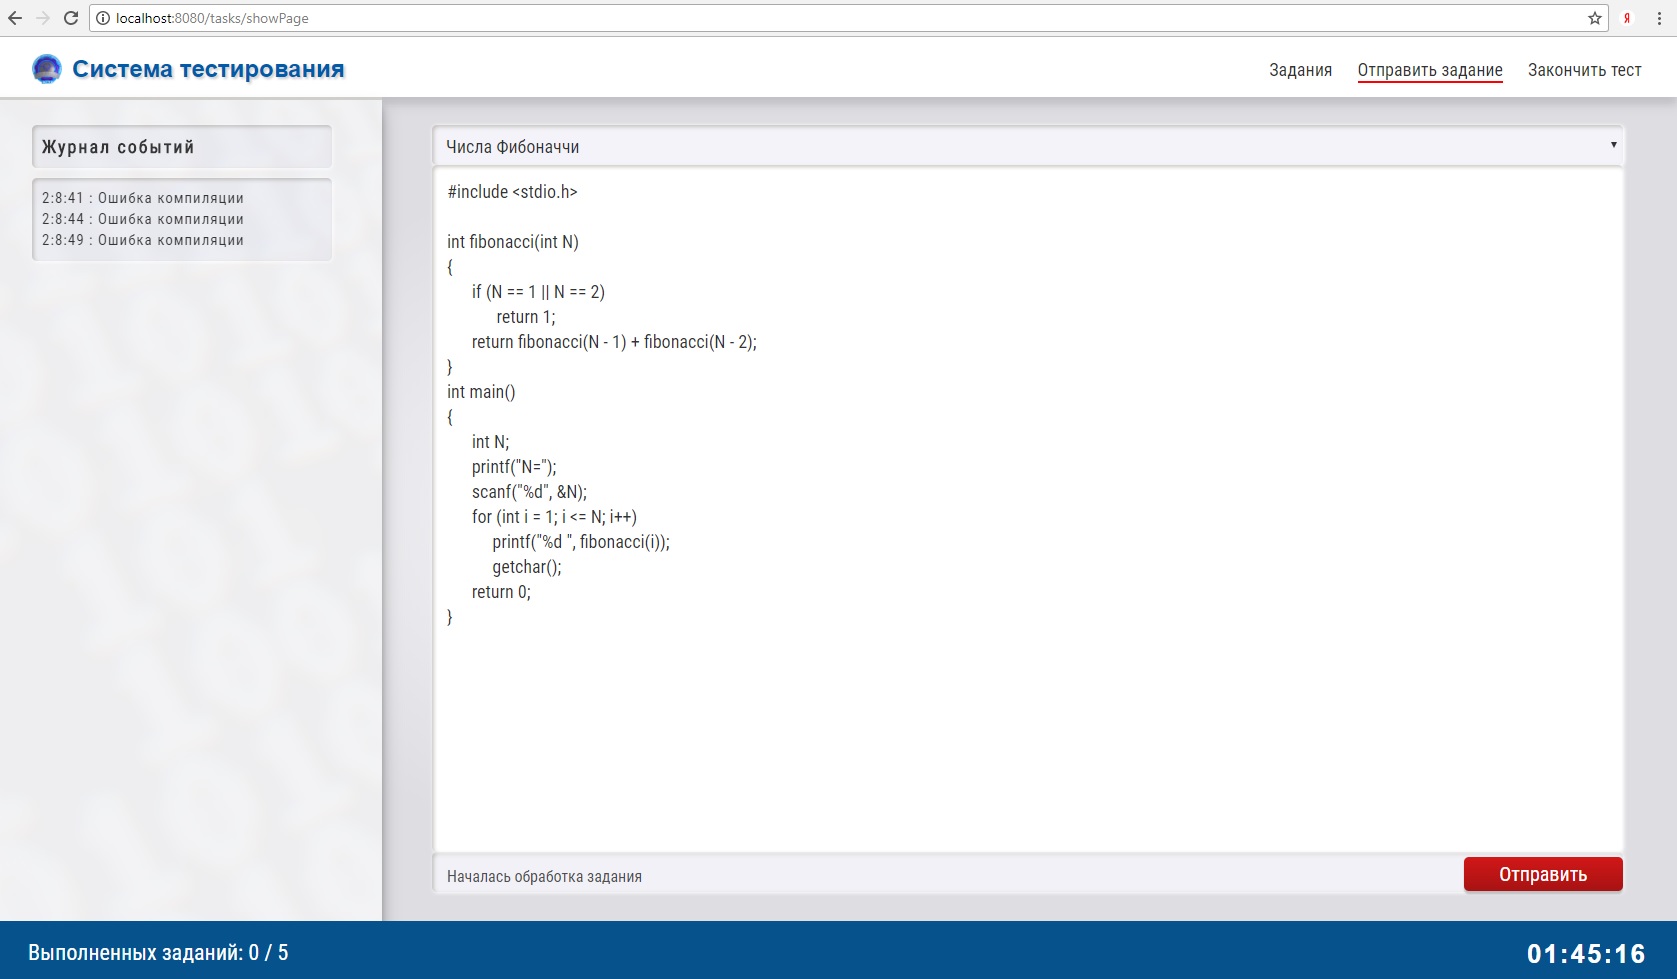 localhost:8080/tasks/showPage
Я
Система тестирования
Задания
Отправить задание
Закончить тест
Журнал событий
2:8:41 : Ошибка компиляции
2:8:44 : Ошибка компиляции
2:8:49 : Ошибка компиляции
Числа Фибоначчи
#include <stdio.h>
int fibonacci(int N)
{
if (N == 1 || N == 2)
return 1;
return fibonacci(N - 1) + fibonacci(N - 2);
}
int main()
{
int N;
printf("N=");
scanf("%d", &N);
for (int i = 1; i <= N; i++)
printf("%d ", fibonacci(i));
getchar();
return 0;
}
Началась обработка задания
Отправить
Выполненных заданий: 0 / 5
01:45:16